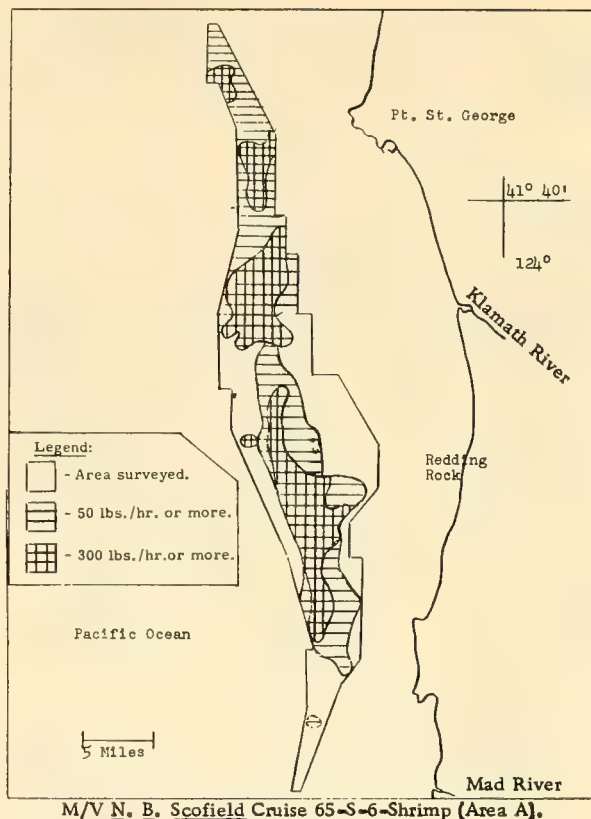 Pt. St. George
41° 40'
124°
Klamath River
Redding
Rock
Legend:
- Area surveyed.
- 50 lbs./hr. or more.
- 300 lbs./hr. or more.
Pacific Ocean
5 Miles
Mad River
M/V N. B. Scofield Cruise 65-S-6-Shrimp (Area A).